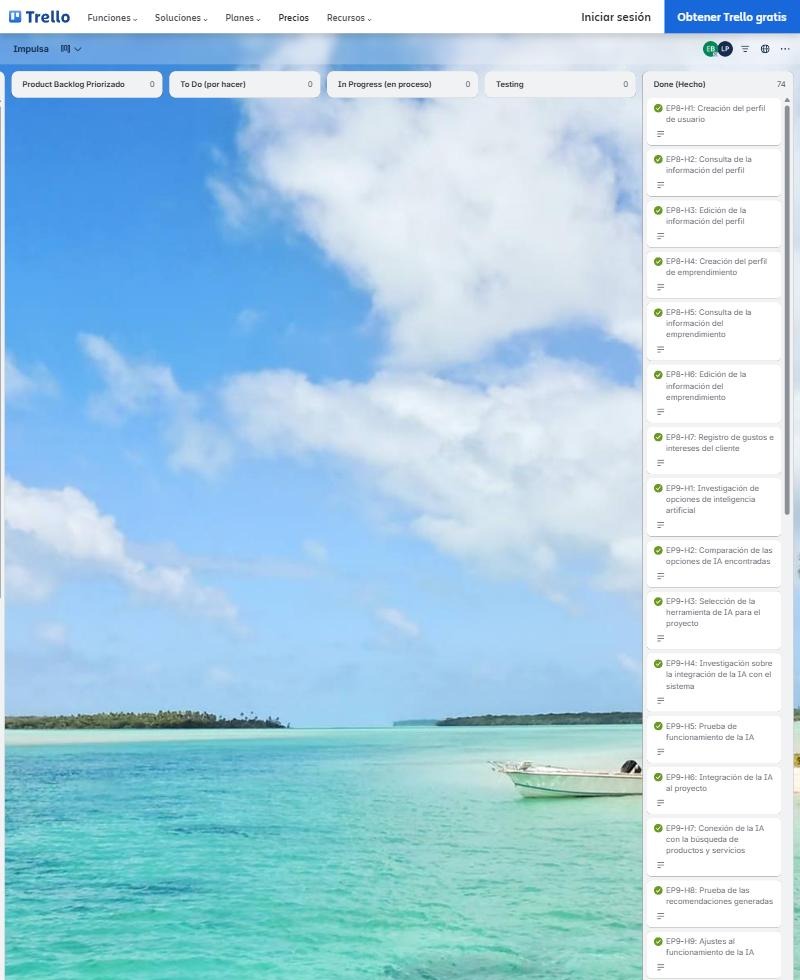 Trello
Funciones
Soluciones
Planes
Precios
Recursos
Iniciar sesión
Obtener Trello gratis
Impulsa
EB
LP
Product Backlog Priorizado 0
To Do (por hacer) 0
In Progress (en proceso) 0
Testing 0
Done (Hecho) 74
EP8-H1: Creación del perfil
de usuario
EP8-H2: Consulta de la
información del perfil
EP8-H3: Edición de la
información del perfil
EP8-H4: Creación del perfil
de emprendimiento
EP8-H5: Consulta de la
información del
emprendimiento
EP8-H6: Edición de la
información del
emprendimiento
EP8-H7: Registro de gustos e
intereses del cliente
EP9-H1: Investigación de
opciones de inteligencia
artificial
EP9-H2: Comparación de las
opciones de IA encontradas
EP9-H3: Selección de la
herramienta de IA para el
proyecto
EP9-H4: Investigación sobre
la integración de la IA con el
sistema
EP9-H5: Prueba de
funcionamiento de la IA
EP9-H6: Integración de la IA
al proyecto
EP9-H7: Conexión de la IA
con la búsqueda de
productos y servicios
EP9-H8: Prueba de las
recomendaciones generadas
EP9-H9: Ajustes al
funcionamiento de la IA